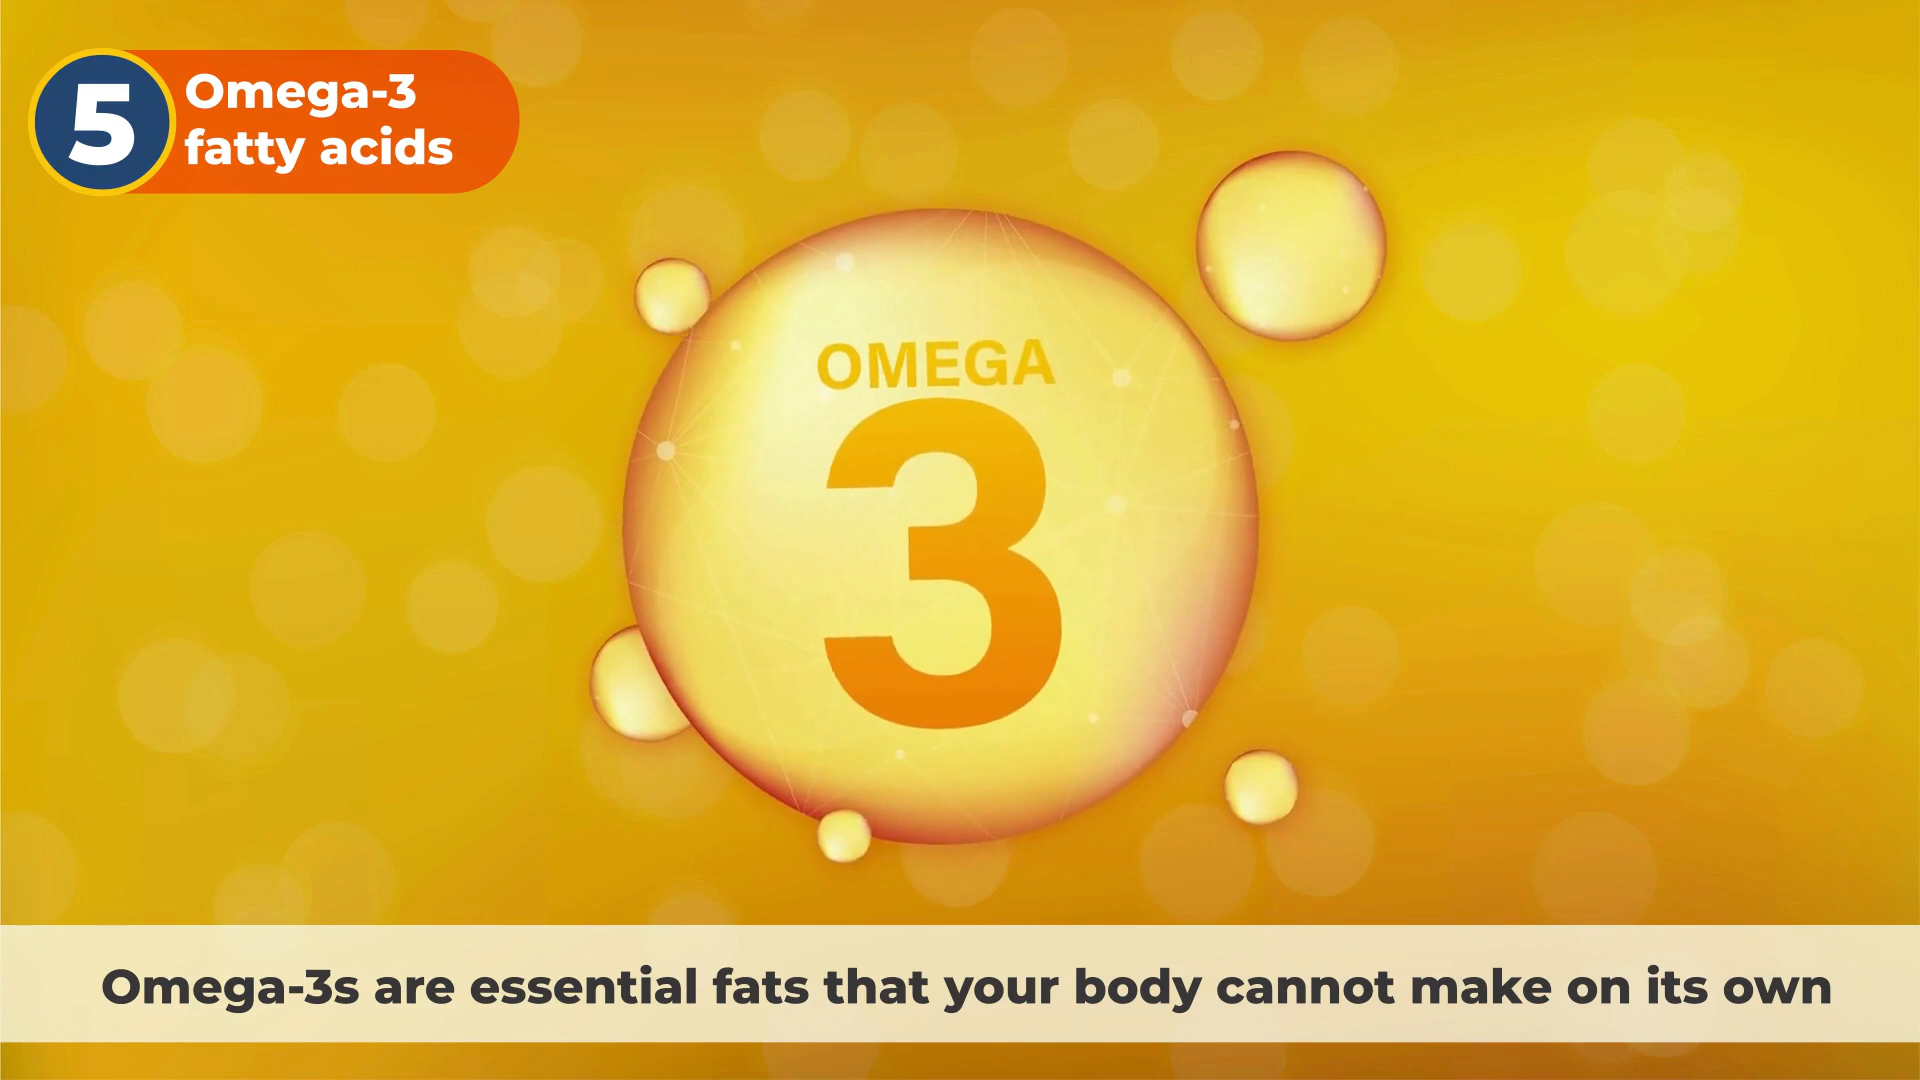 5
Omega-3
fatty acids
OMEGA
3
Omega-3s are essential fats that your body cannot make on its own